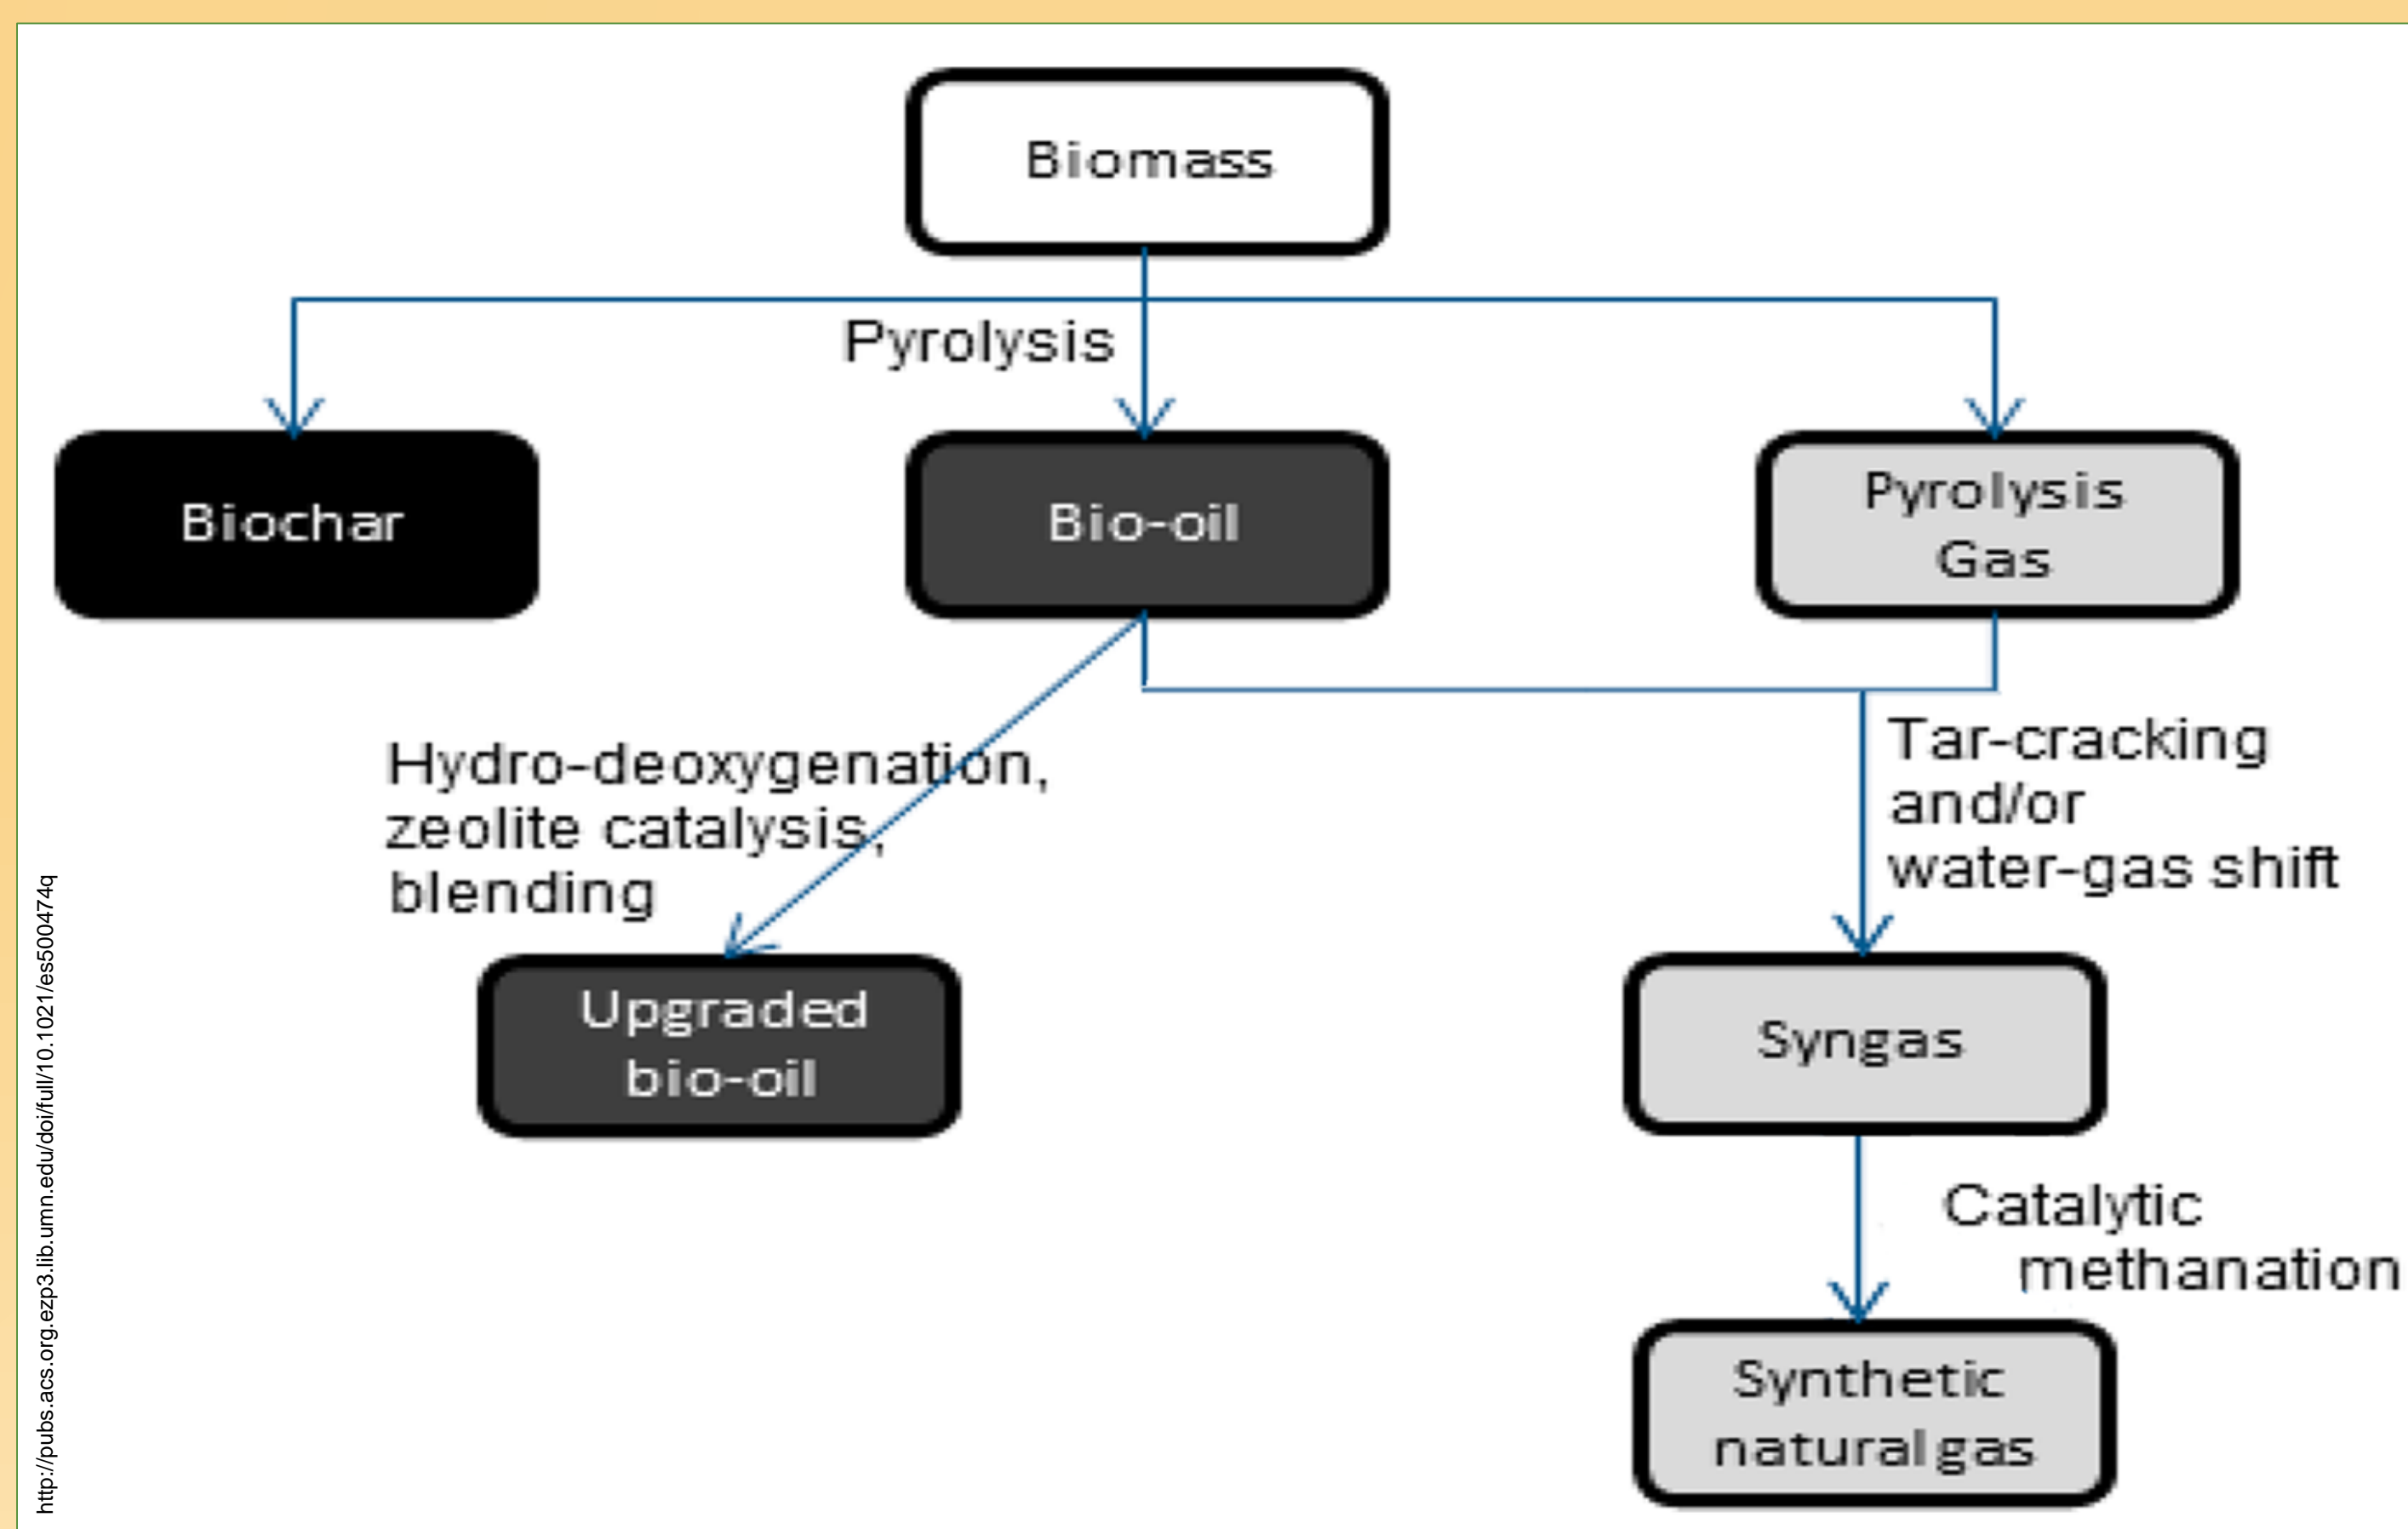 Biomass
Pyrolysis
Biochar
Bio-oil
Pyrolysis
Gas
Hydro-deoxygenation,
zeolite catalysis,
blending
Tar-cracking
and/or
water-gas shift
Upgraded
bio-oil
Syngas
Catalytic
methanation
Synthetic
natural gas
http://pubs.acs.org.ezp3.lib.umn.edu/doi/full/10.1021/es500474q